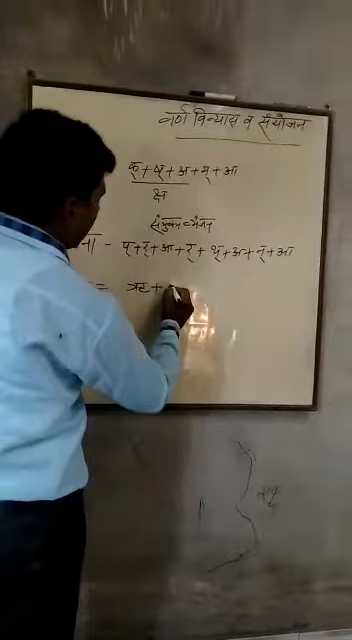 वर्ण विन्यास व संयोजन
क् + ष् + अ + म् + आ
क्ष
संयुक्त व्यंजन
ना - प् + र् + आ + र् + थ् + अ + न् + आ
= ऋ +